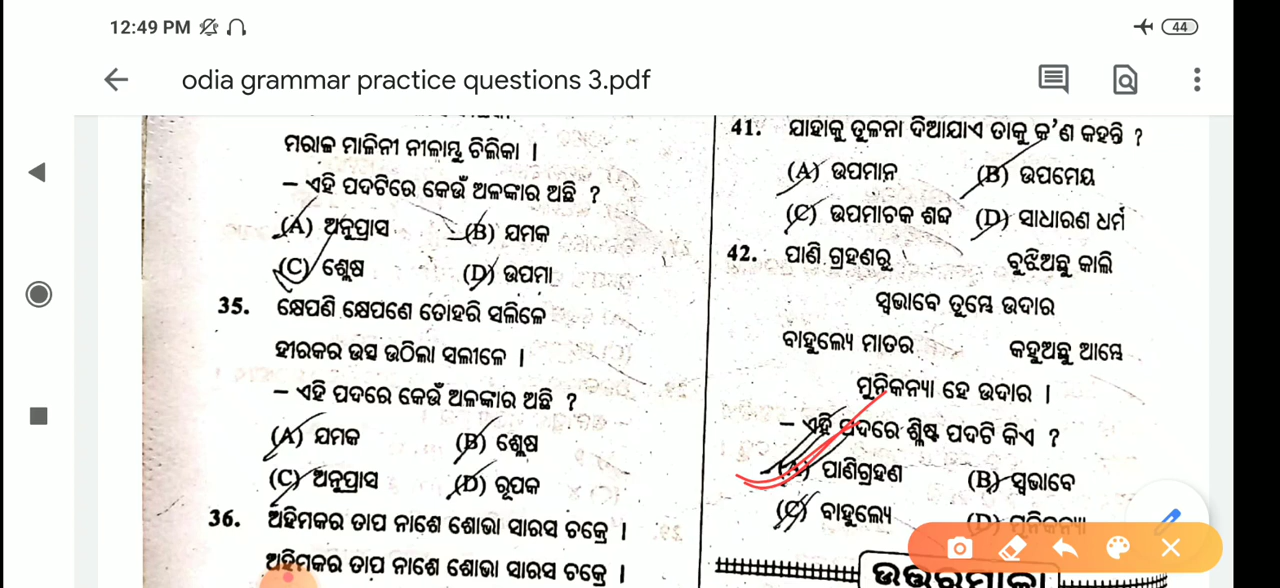 12:49 PM
44
odia grammar practice questions 3.pdf
ମରାଳ ମାଳିନୀ ନୀଳାମ୍ବୁ ଚିଲିକା ।
– ଏହି ପଦଟିରେ କେଉଁ ଅଳଙ୍କାର ଅଛି ?
(A) ଅନୁପ୍ରାସ (B) ଯମକ
(C) ଶ୍ଲେଷ (D) ଉପମା
35. କ୍ଷେପଣି କ୍ଷେପଣେ ତୋହରି ସଲିଳେ
ହୀରକର ଉସ ଉଠିଲା ସଲୀଳେ ।
– ଏହି ପଦରେ କେଉଁ ଅଳଙ୍କାର ଅଛି ?
(A) ଯମକ (B) ଶ୍ଲେଷ
(C) ଅନୁପ୍ରାସ (D) ରୂପକ
36. ଅହିମକର ତାପ ନାଶେ ଶୋଭା ସାରସ ଚକ୍ରେ ।
ଅହିମକର ତାପ ନାଶେ ଶୋଭା ସାରସ ଚକ୍ରେ ।
41. ଯାହାକୁ ତୁଳନା ଦିଆଯାଏ ତାକୁ କ'ଣ କହନ୍ତି ?
(A) ଉପମାନ (B) ଉପମେୟ
(C) ଉପମାଚକ ଶବ୍ଦ (D) ସାଧାରଣ ଧର୍ମ
42. ପାଣି ଗ୍ରହଣରୁ ବୁଝିଅଛୁ କାଲି
ସ୍ୱଭାବେ ତୁମ୍ଭେ ଉଦାର
ବାହୁଲ୍ୟେ ମାତର କହୁଅଛୁ ଆମ୍ଭେ
ମୁନିକନ୍ୟା ହେ ଉଦାର ।
– ଏହି ପଦରେ ଶ୍ଳିଷ୍ଟ ପଦଟି କିଏ ?
(A) ପାଣିଗ୍ରହଣ (B) ସ୍ୱଭାବେ
(C) ବାହୁଲ୍ୟେ (D) ମୁନିକନ୍ୟା
ଉତ୍ତରମାଳା